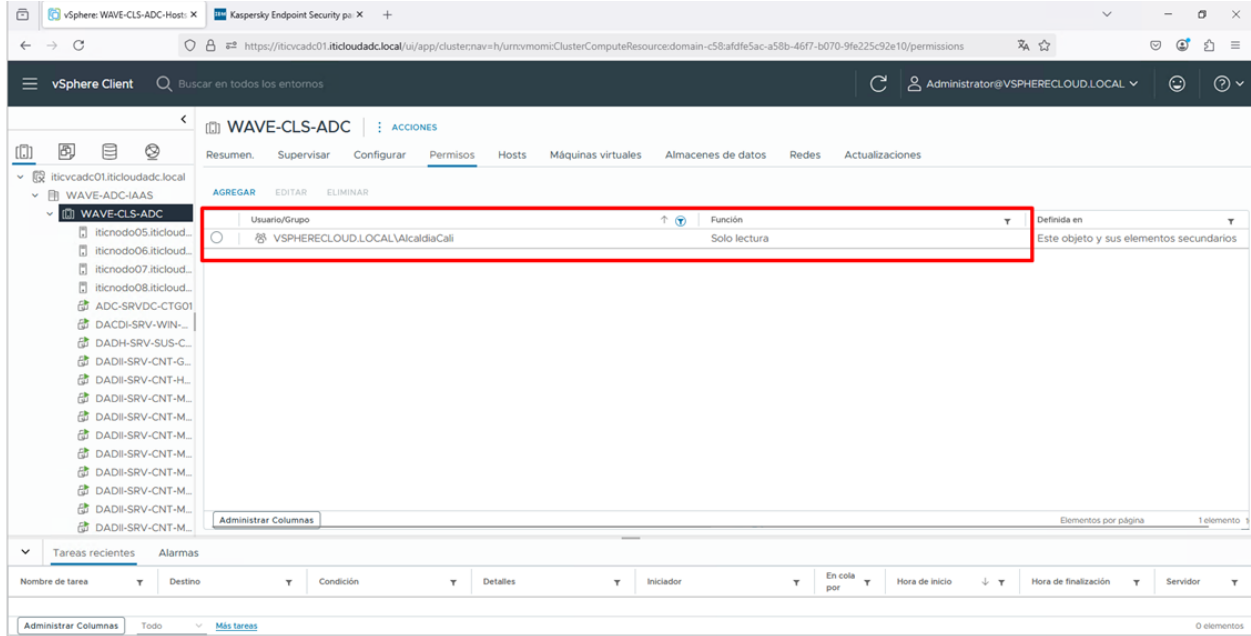 vSphere: WAVE-CLS-ADC-Hosts
Kaspersky Endpoint Security pa
https://iticvcadc01.iticloudadc.local/ui/app/cluster;nav=h/urn:vmomi:ClusterComputeResource:domain-c58:afdfe5ac-a58b-46f7-b070-9fe225c92e10/permissions
vSphere Client
Buscar en todos los entornos
Administrator@VSPHERECLOUD.LOCAL
WAVE-CLS-ADC
ACCIONES
Resumen. Supervisar Configurar Permisos Hosts Máquinas virtuales Almacenes de datos Redes Actualizaciones
iticvcadc01.iticloudadc.local
WAVE-ADC-IAAS
WAVE-CLS-ADC
iticnodo05.iticloud...
iticnodo06.iticloud...
iticnodo07.iticloud...
iticnodo08.iticloud...
ADC-SRVDC-CTG01
DACDI-SRV-WIN-...
DADH-SRV-SUS-C...
DADII-SRV-CNT-G...
DADII-SRV-CNT-H...
DADII-SRV-CNT-M...
DADII-SRV-CNT-M...
DADII-SRV-CNT-M...
DADII-SRV-CNT-M...
DADII-SRV-CNT-M...
DADII-SRV-CNT-M...
DADII-SRV-CNT-M...
DADII-SRV-CNT-M...
AGREGAR EDITAR ELIMINAR
Usuario/Grupo Función Definida en
VSPHERECLOUD.LOCAL\AlcaldiaCali Solo lectura Este objeto y sus elementos secundarios
Administrar Columnas Elementos por página 1 elemento
Tareas recientes Alarmas
Nombre de tarea Destino Condición Detalles Iniciador En cola por Hora de inicio Hora de finalización Servidor
Administrar Columnas Todo Más tareas 0 elementos